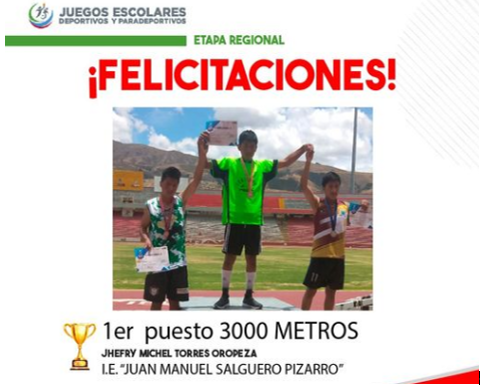 JUEGOS ESCOLARES
DEPORTIVOS Y PARADEPORTIVOS
ETAPA REGIONAL
¡FELICITACIONES!
1er puesto 3000 METROS
JHEFRY MICHEL TORRES OROPEZA
I.E. “JUAN MANUEL SALGUERO PIZARRO”